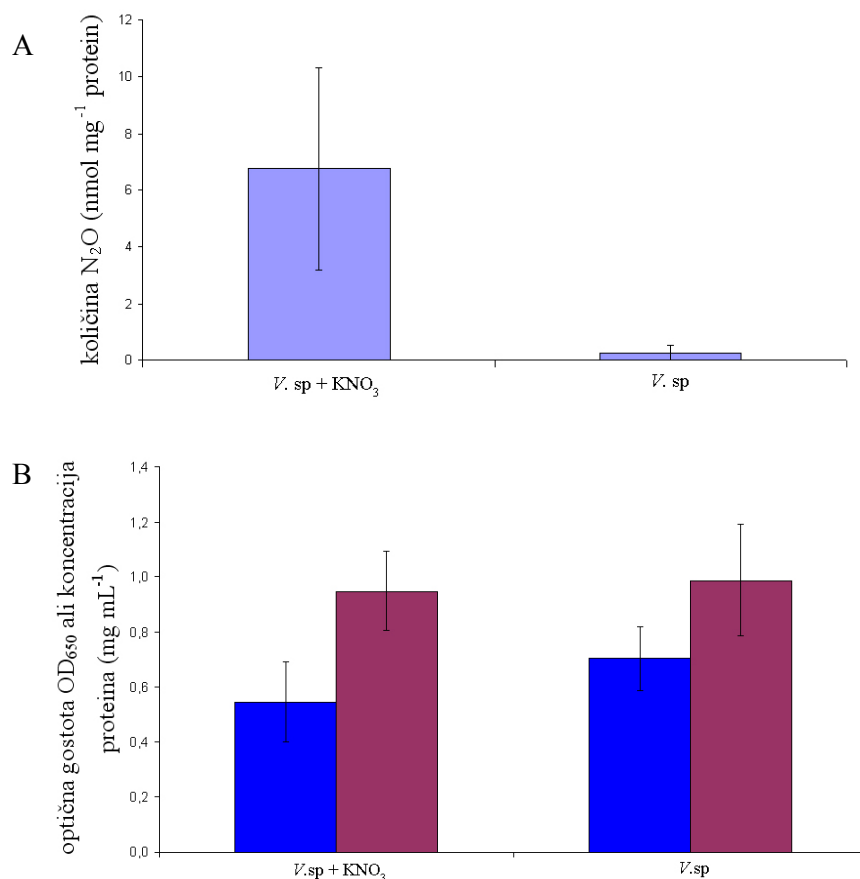 A
količina N₂O (nmol mg⁻¹ protein)
12
10
8
6
4
2
0
V. sp + KNO₃
V. sp
B
optična gostota OD₆₅₀ ali koncentracija
proteina (mg mL⁻¹)
1,4
1,2
1,0
0,8
0,6
0,4
0,2
0,0
V.sp + KNO₃
V.sp